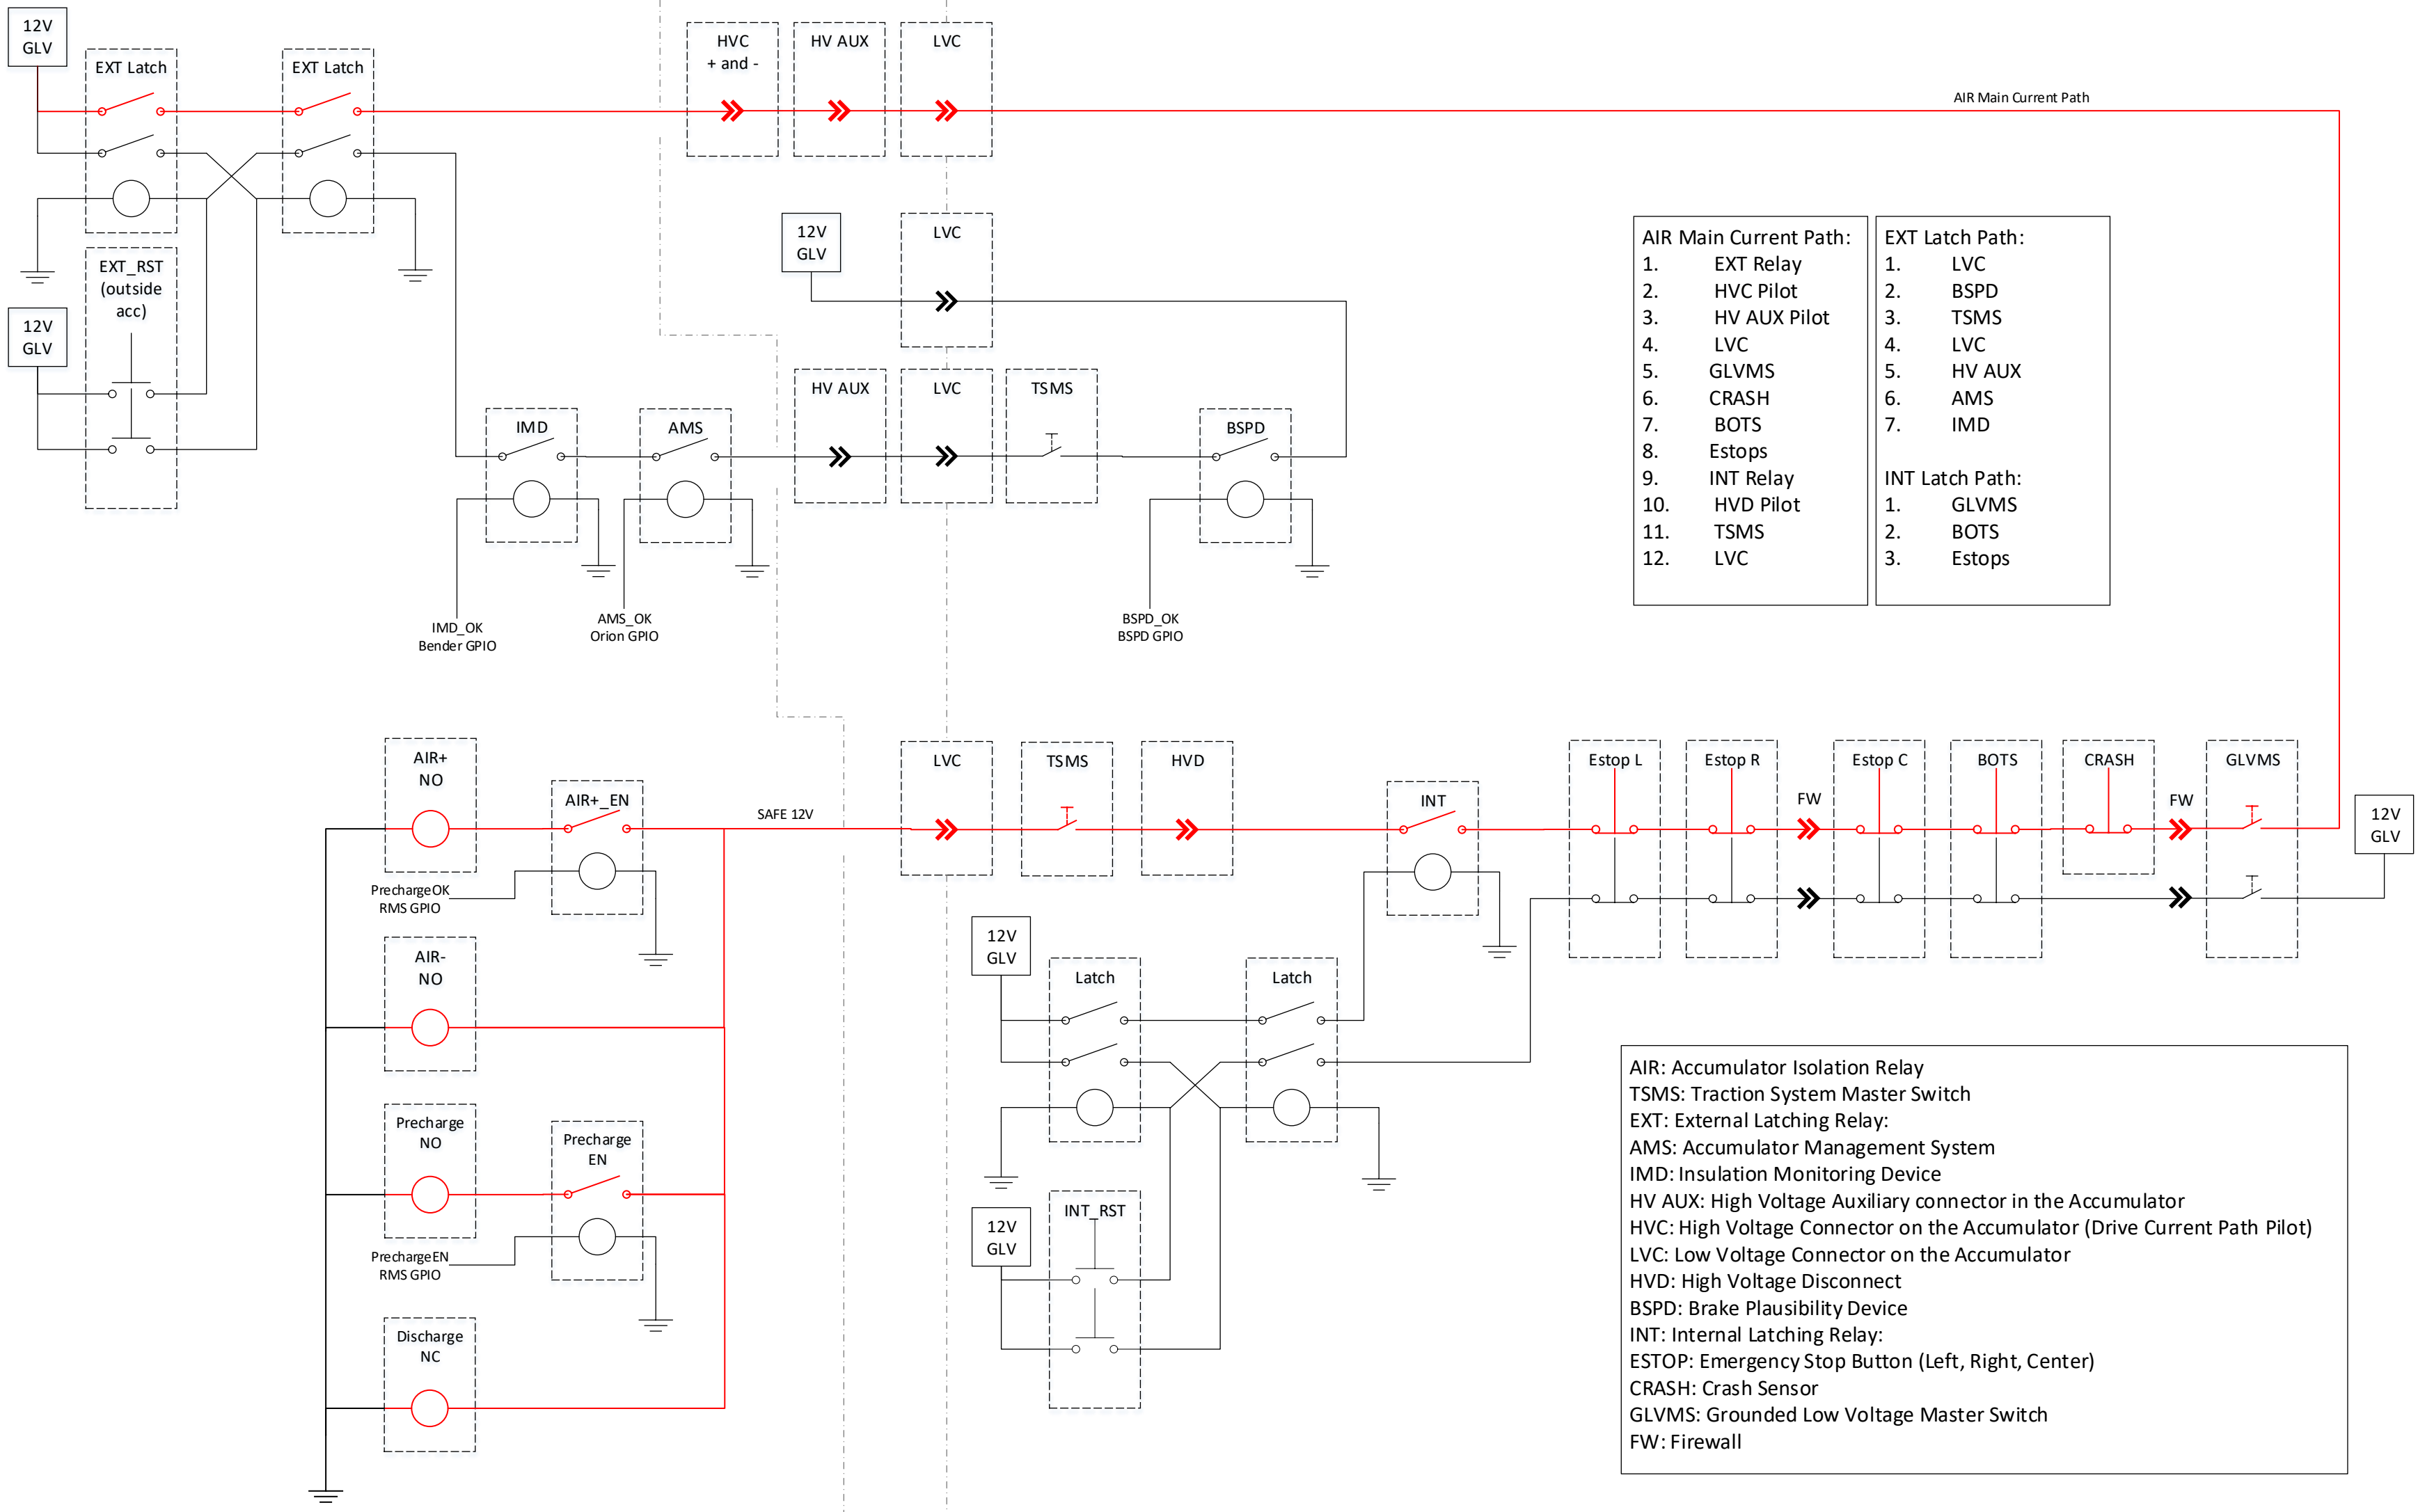 12V
GLV
EXT Latch
EXT Latch
HVC
+ and -
HV AUX
LVC
AIR Main Current Path
EXT_RST
(outside
acc)
12V
GLV
12V
GLV
LVC
AIR Main Current Path:
1. EXT Relay
2. HVC Pilot
3. HV AUX Pilot
4. LVC
5. GLVMS
6. CRASH
7. BOTS
8. Estops
9. INT Relay
10. HVD Pilot
11. TSMS
12. LVC
EXT Latch Path:
1. LVC
2. BSPD
3. TSMS
4. LVC
5. HV AUX
6. AMS
7. IMD
INT Latch Path:
1. GLVMS
2. BOTS
3. Estops
IMD
AMS
HV AUX
LVC
TSMS
BSPD
IMD_OK
Bender GPIO
AMS_OK
Orion GPIO
BSPD_OK
BSPD GPIO
AIR+
NO
AIR+_EN
SAFE 12V
LVC
TSMS
HVD
INT
Estop L
Estop R
FW
Estop C
BOTS
CRASH
FW
GLVMS
12V
GLV
PrechargeOK
RMS GPIO
AIR-
NO
12V
GLV
Latch
Latch
Precharge
NO
Precharge
EN
PrechargeEN
RMS GPIO
12V
GLV
INT_RST
Discharge
NC
AIR: Accumulator Isolation Relay
TSMS: Traction System Master Switch
EXT: External Latching Relay:
AMS: Accumulator Management System
IMD: Insulation Monitoring Device
HV AUX: High Voltage Auxiliary connector in the Accumulator
HVC: High Voltage Connector on the Accumulator (Drive Current Path Pilot)
LVC: Low Voltage Connector on the Accumulator
HVD: High Voltage Disconnect
BSPD: Brake Plausibility Device
INT: Internal Latching Relay:
ESTOP: Emergency Stop Button (Left, Right, Center)
CRASH: Crash Sensor
GLVMS: Grounded Low Voltage Master Switch
FW: Firewall